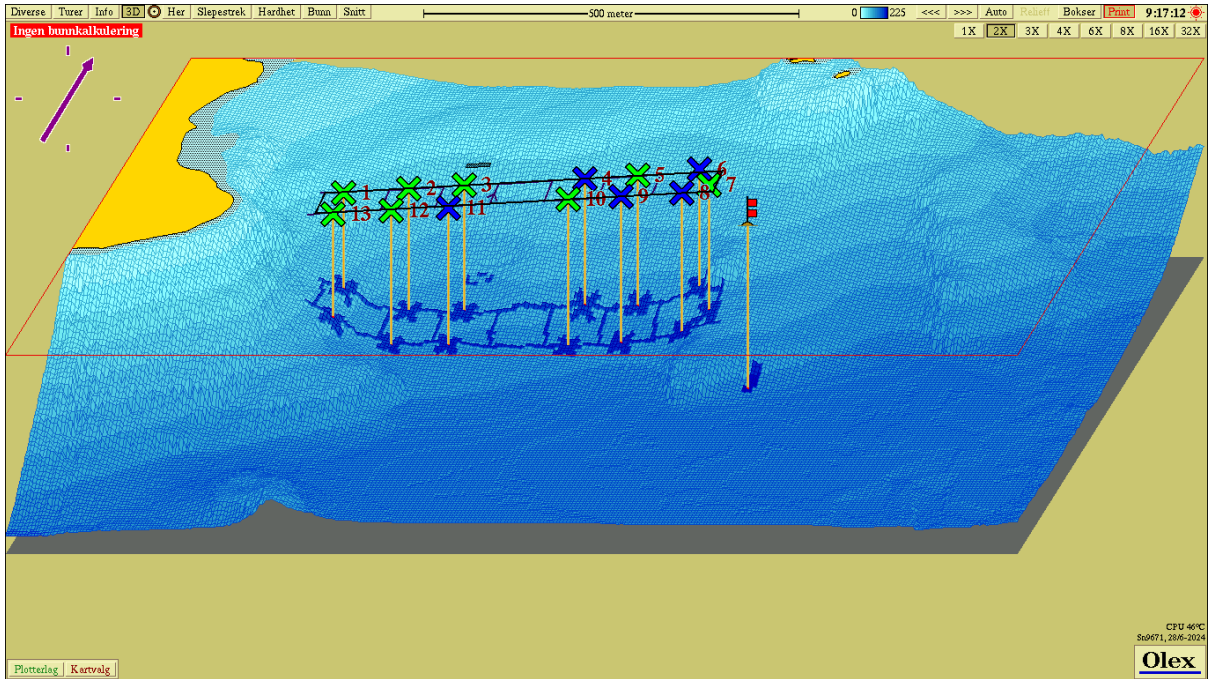 Diverse Turer Info 3D Her Slepestrek Hardhet Bunn Snitt 500 meter 0 225 <<< >>> Auto Relieff Bokser Print 9:17:12
Ingen bunnkalkulering 1X 2X 3X 4X 6X 8X 16X 32X
1 2 3 4 5 6 7
13 12 11 10 9 8
CPU 46°C
Sn9671, 28/6-2024
Plotterlag Kartvalg Olex